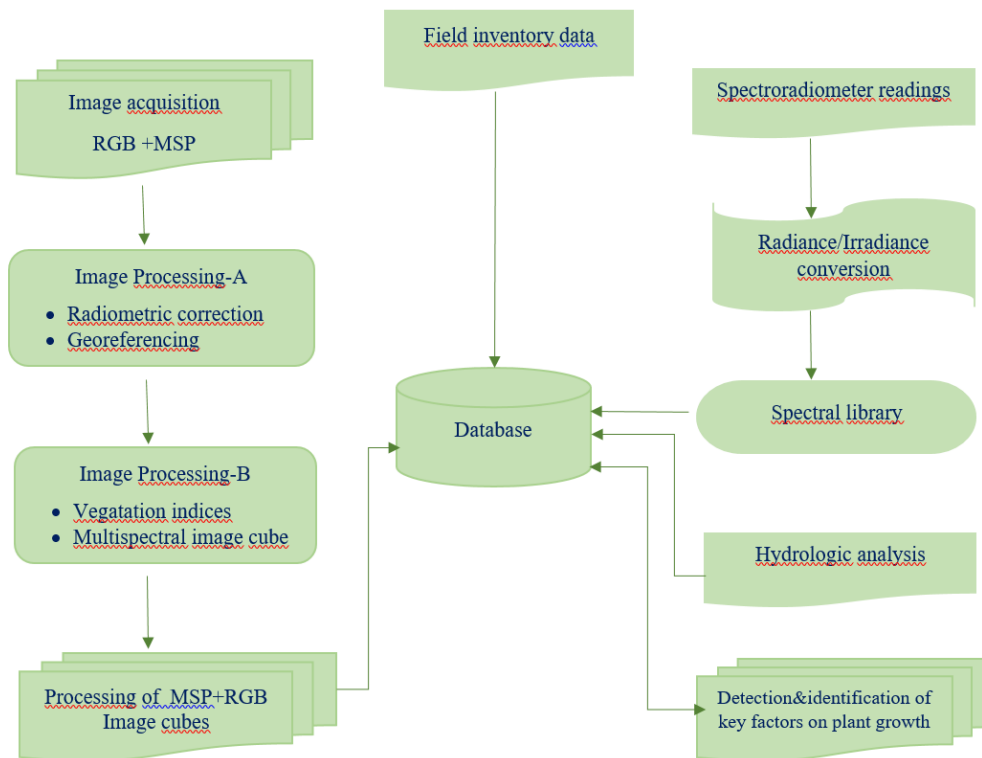 Field inventory data
Image acquisition
RGB +MSP
Spectroradiometer readings
Image Processing-A
• Radiometric correction
• Georeferencing
Radiance/Irradiance
conversion
Database
Spectral library
Image Processing-B
• Vegatation indices
• Multispectral image cube
Hydrologic analysis
Processing of MSP+RGB
Image cubes
Detection&identification of
key factors on plant growth